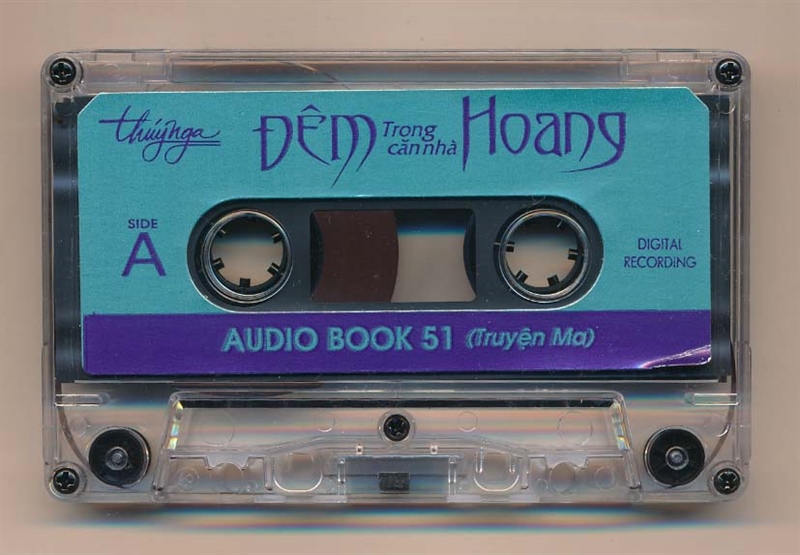 thúynga
ĐÊM Trong căn nhà Hoang
SIDE
A
DIGITAL
RECORDING
AUDIO BOOK 51 (Truyện Ma)